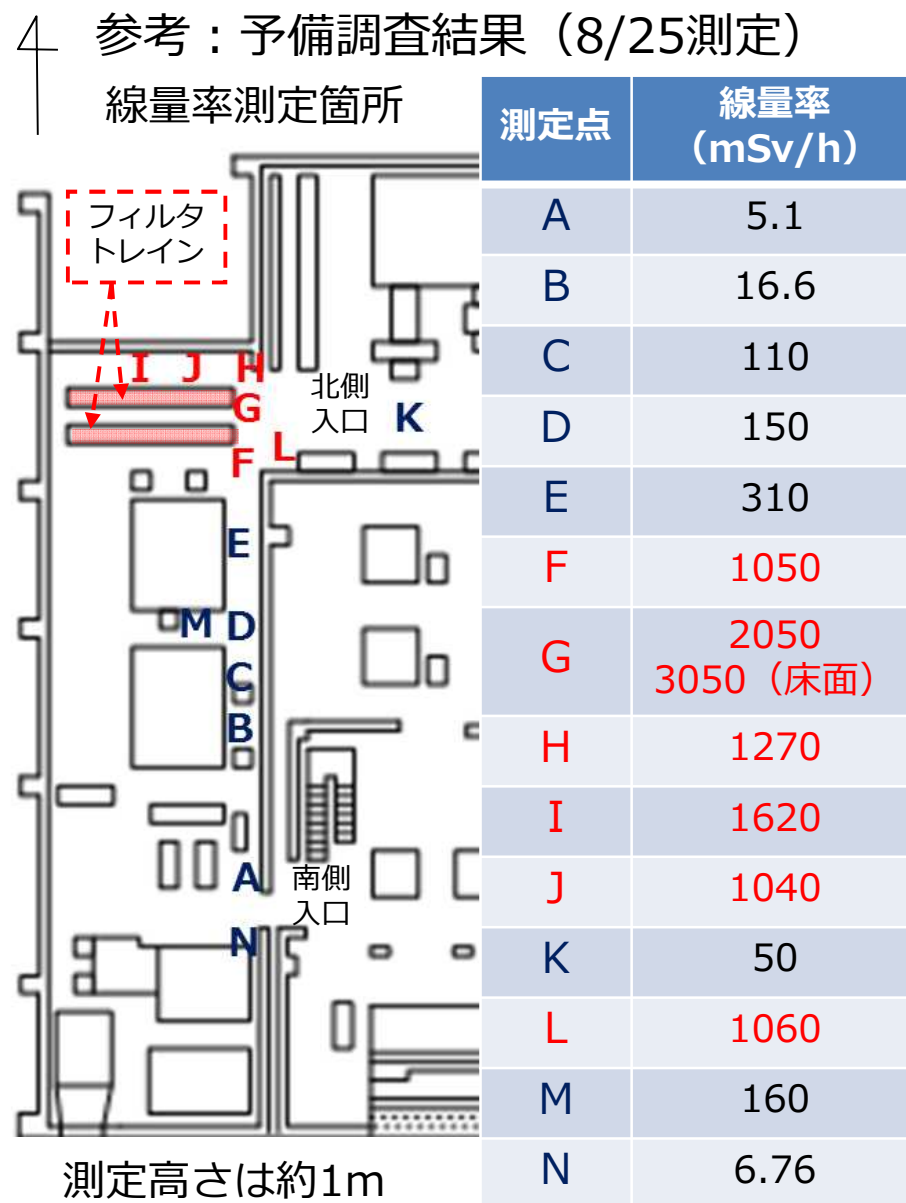 参考：予備調査結果（8/25測定）
線量率測定箇所
フィルタ
トレイン
I J H
G
北側
入口
K
F L
E
M D
C
B
A
南側
入口
N
測定高さは約1m
測定点 線量率
（mSv/h）
A 5.1
B 16.6
C 110
D 150
E 310
F 1050
G 2050
3050（床面）
H 1270
I 1620
J 1040
K 50
L 1060
M 160
N 6.76